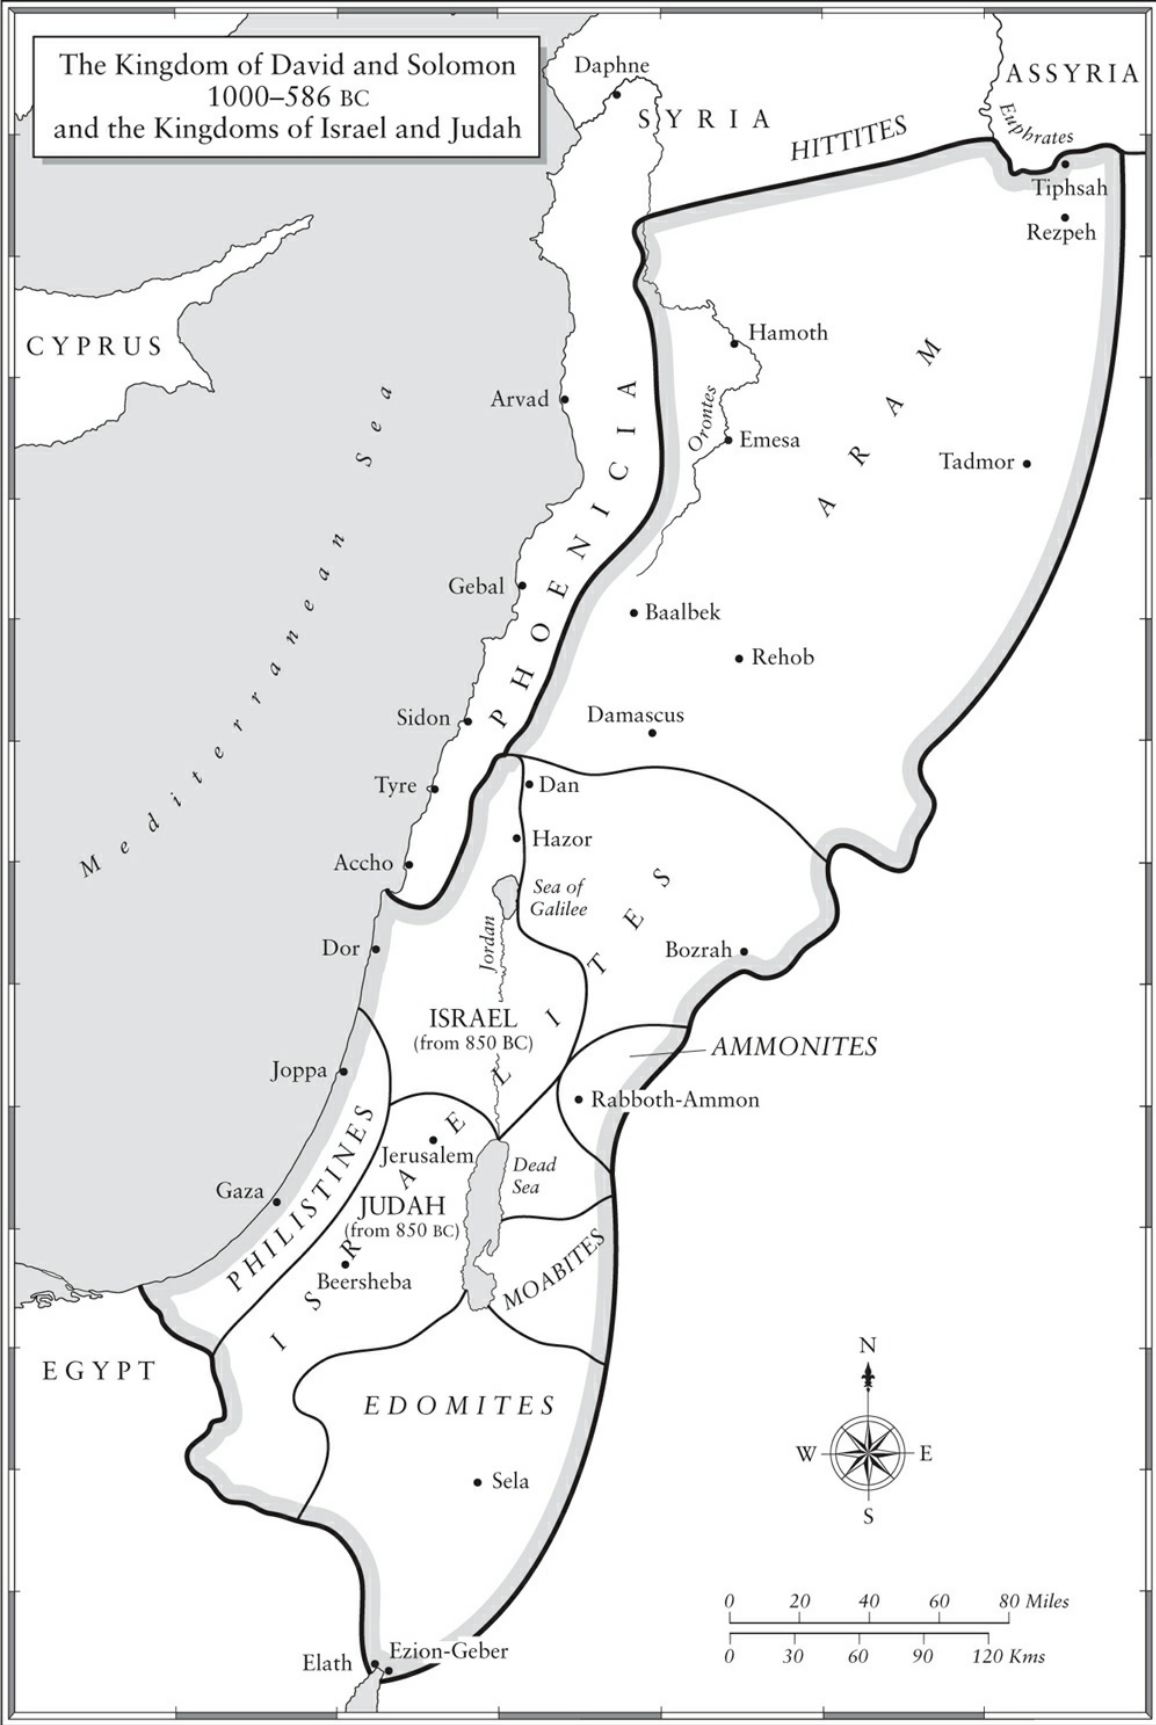 The Kingdom of David and Solomon
1000–586 BC
and the Kingdoms of Israel and Judah
Daphne
ASSYRIA
SYRIA
HITTITES
Euphrates
Tiphsah
Rezpeh
CYPRUS
Hamoth
ARAM
Arvad
Orontes
Emesa
Tadmor
Mediterranean Sea
PHOENICIA
Gebal
Baalbek
Rehob
Sidon
Damascus
Tyre
Dan
Hazor
Accho
Sea of
Galilee
Dor
Jordan
Bozrah
ISRAELITES
ISRAEL
(from 850 BC)
AMMONITES
Joppa
Rabboth-Ammon
Jerusalem
Dead
Sea
Gaza
PHILISTINES
JUDAH
(from 850 BC)
MOABITES
Beersheba
EGYPT
EDOMITES
Sela
N
W
E
S
0 20 40 60 80 Miles
0 30 60 90 120 Kms
Elath
Ezion-Geber